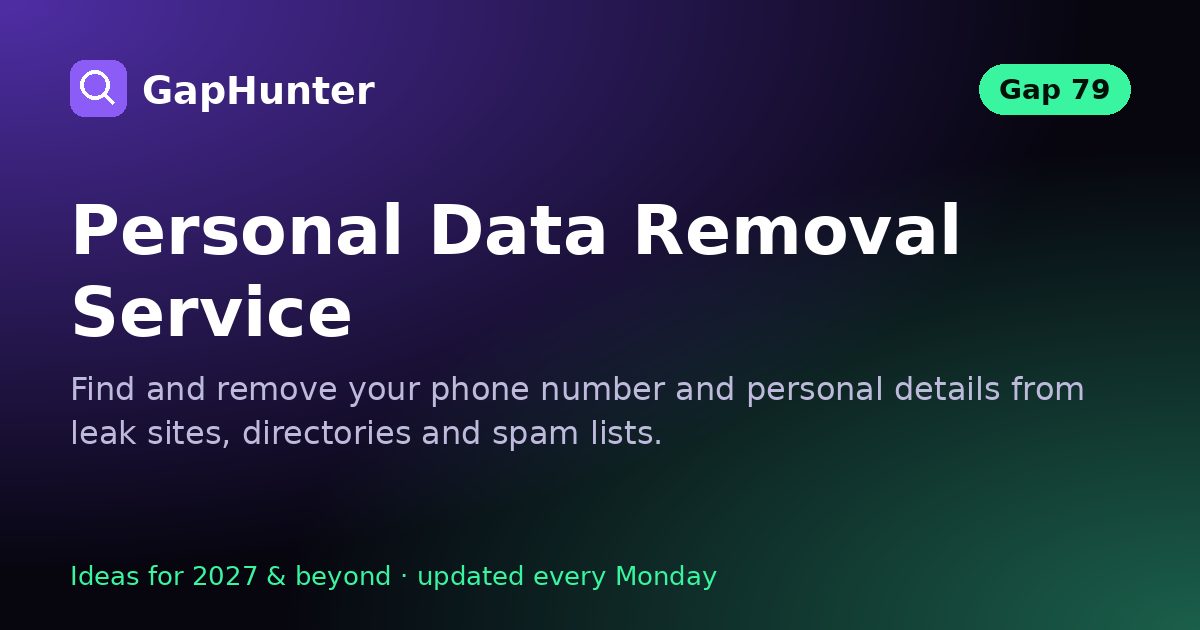 GapHunter
Gap 79
Personal Data Removal
Service
Find and remove your phone number and personal details from
leak sites, directories and spam lists.
Ideas for 2027 & beyond · updated every Monday